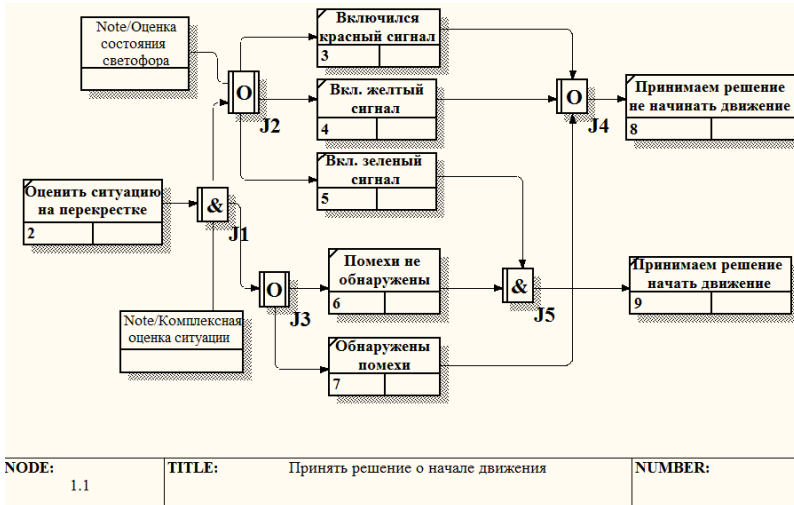 Note/Оценка
состояния
светофора
Включился
красный сигнал
3
О
J2
Вкл. желтый
сигнал
4
О
J4
Принимаем решение
не начинать движение
8
Вкл. зеленый
сигнал
5
Оценить ситуацию
на перекрестке
2
&
J1
Помехи не
обнаружены
6
О
J3
&
J5
Принимаем решение
начать движение
9
Note/Комплексная
оценка ситуации
Обнаружены
помехи
7
NODE:
1.1
TITLE:
Принять решение о начале движения
NUMBER: